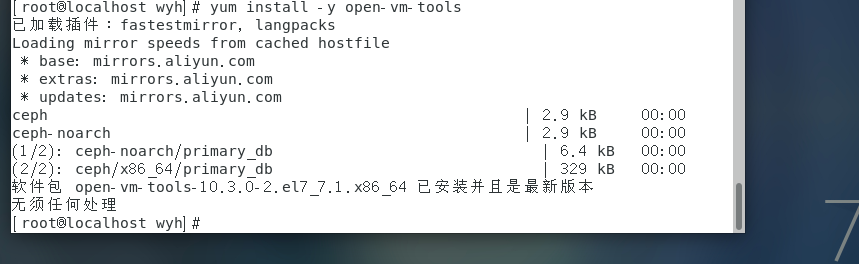 [root@localhost wyh]# yum install -y open-vm-tools
已加载插件：fastestmirror, langpacks
Loading mirror speeds from cached hostfile
 * base: mirrors.aliyun.com
 * extras: mirrors.aliyun.com
 * updates: mirrors.aliyun.com
ceph | 2.9 kB 00:00
ceph-noarch | 2.9 kB 00:00
(1/2): ceph-noarch/primary_db | 6.4 kB 00:00
(2/2): ceph/x86_64/primary_db | 329 kB 00:00
软件包 open-vm-tools-10.3.0-2.el7_7.1.x86_64 已安装并且是最新版本
无须任何处理
[root@localhost wyh]#
7